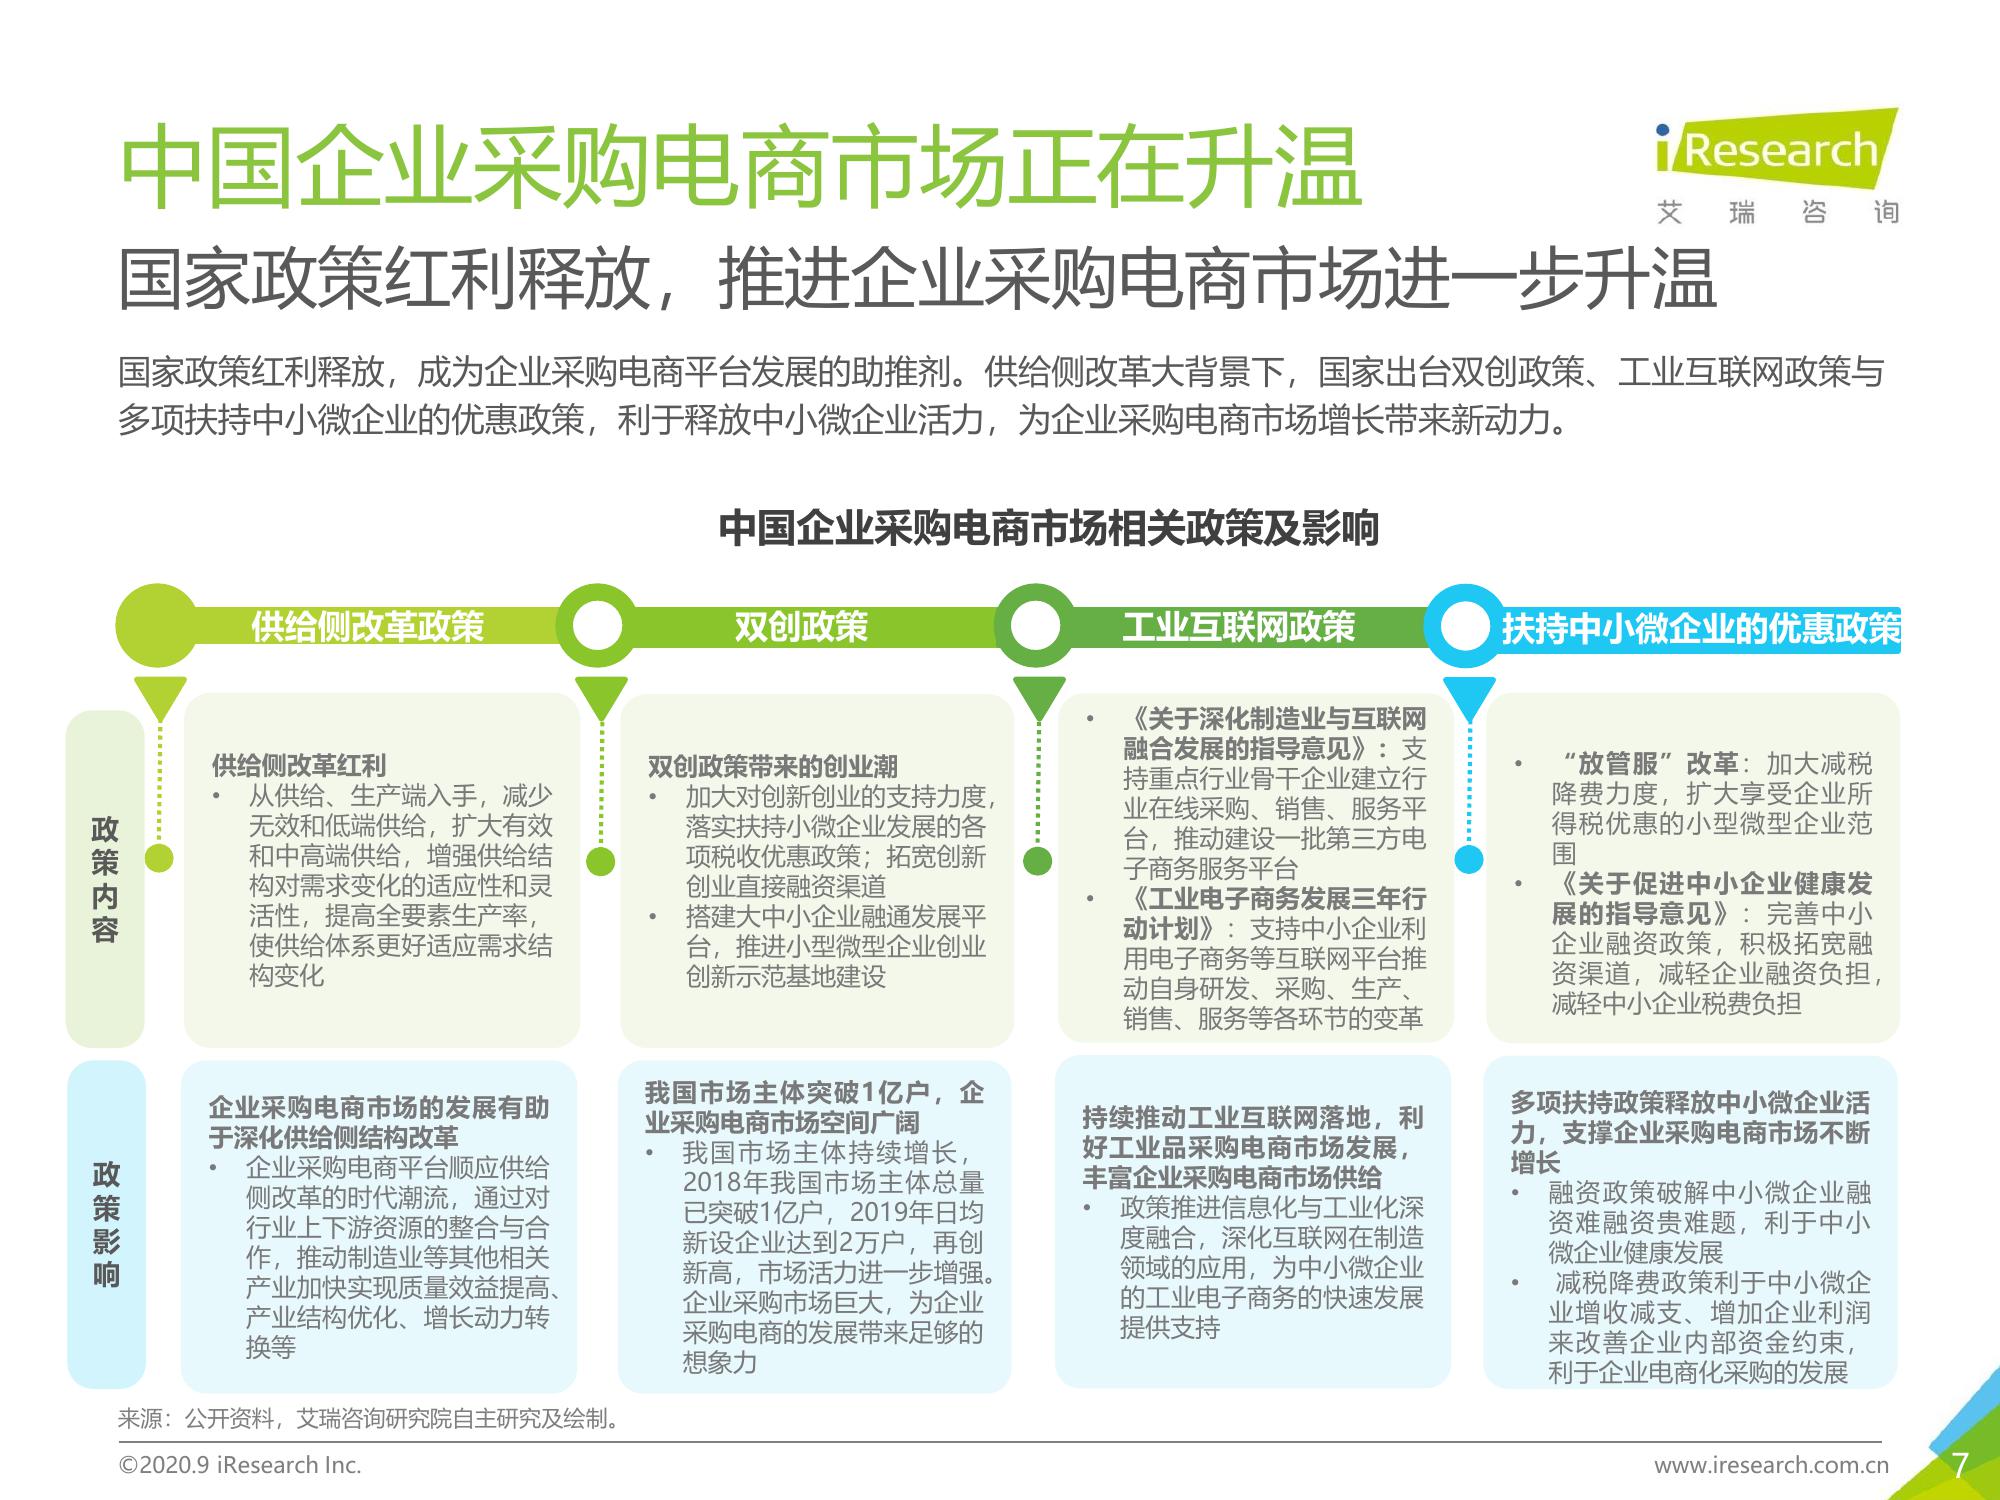 中国企业采购电商市场正在升温
iResearch
艾瑞咨询
国家政策红利释放，推进企业采购电商市场进一步升温
国家政策红利释放，成为企业采购电商平台发展的助推剂。供给侧改革大背景下，国家出台双创政策、工业互联网政策与
多项扶持中小微企业的优惠政策，利于释放中小微企业活力，为企业采购电商市场增长带来新动力。
中国企业采购电商市场相关政策及影响
供给侧改革政策
双创政策
工业互联网政策
扶持中小微企业的优惠政策
政
策
内
容
供给侧改革红利
• 从供给、生产端入手，减少
无效和低端供给，扩大有效
和中高端供给，增强供给结
构对需求变化的适应性和灵
活性，提高全要素生产率，
使供给体系更好适应需求结
构变化
双创政策带来的创业潮
• 加大对创新创业的支持力度，
落实扶持小微企业发展的各
项税收优惠政策；拓宽创新
创业直接融资渠道
• 搭建大中小企业融通发展平
台，推进小型微型企业创业
创新示范基地建设
• 《关于深化制造业与互联网
融合发展的指导意见》：支
持重点行业骨干企业建立行
业在线采购、销售、服务平
台，推动建设一批第三方电
子商务服务平台
• 《工业电子商务发展三年行
动计划》：支持中小企业利
用电子商务等互联网平台推
动自身研发、采购、生产、
销售、服务等各环节的变革
• “放管服”改革：加大减税
降费力度，扩大享受企业所
得税优惠的小型微型企业范
围
• 《关于促进中小企业健康发
展的指导意见》：完善中小
企业融资政策，积极拓宽融
资渠道，减轻企业融资负担，
减轻中小企业税费负担
政
策
影
响
企业采购电商市场的发展有助
于深化供给侧结构改革
• 企业采购电商平台顺应供给
侧改革的时代潮流，通过对
行业上下游资源的整合与合
作，推动制造业等其他相关
产业加快实现质量效益提高、
产业结构优化、增长动力转
换等
我国市场主体突破1亿户，企
业采购电商市场空间广阔
• 我国市场主体持续增长，
2018年我国市场主体总量
已突破1亿户，2019年日均
新设企业达到2万户，再创
新高，市场活力进一步增强。
企业采购市场巨大，为企业
采购电商的发展带来足够的
想象力
持续推动工业互联网落地，利
好工业品采购电商市场发展，
丰富企业采购电商市场供给
• 政策推进信息化与工业化深
度融合，深化互联网在制造
领域的应用，为中小微企业
的工业电子商务的快速发展
提供支持
多项扶持政策释放中小微企业活
力，支撑企业采购电商市场不断
增长
• 融资政策破解中小微企业融
资难融资贵难题，利于中小
微企业健康发展
• 减税降费政策利于中小微企
业增收减支、增加企业利润
来改善企业内部资金约束，
利于企业电商化采购的发展
来源：公开资料，艾瑞咨询研究院自主研究及绘制。
©2020.9 iResearch Inc.
www.iresearch.com.cn
7